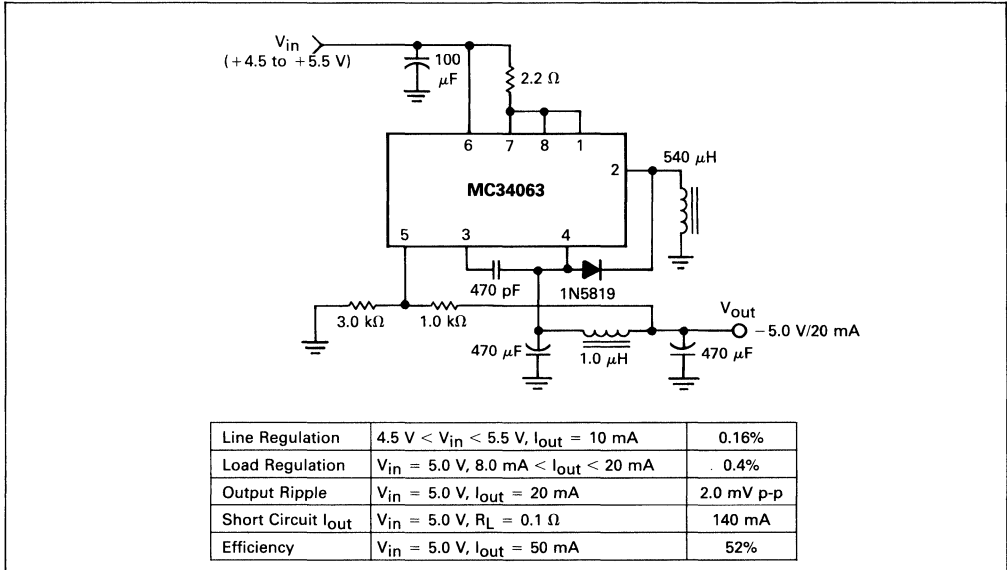 Vin
(+4.5 to +5.5 V)
100
μF
2.2 Ω
6 7 8 1
540 μH
2
MC34063
5 3 4
470 pF
1N5819
3.0 kΩ
1.0 kΩ
Vout
−5.0 V/20 mA
470 μF
1.0 μH
470 μF
Line Regulation 4.5 V < Vin < 5.5 V, Iout = 10 mA 0.16%
Load Regulation Vin = 5.0 V, 8.0 mA < Iout < 20 mA 0.4%
Output Ripple Vin = 5.0 V, Iout = 20 mA 2.0 mV p-p
Short Circuit Iout Vin = 5.0 V, RL = 0.1 Ω 140 mA
Efficiency Vin = 5.0 V, Iout = 50 mA 52%